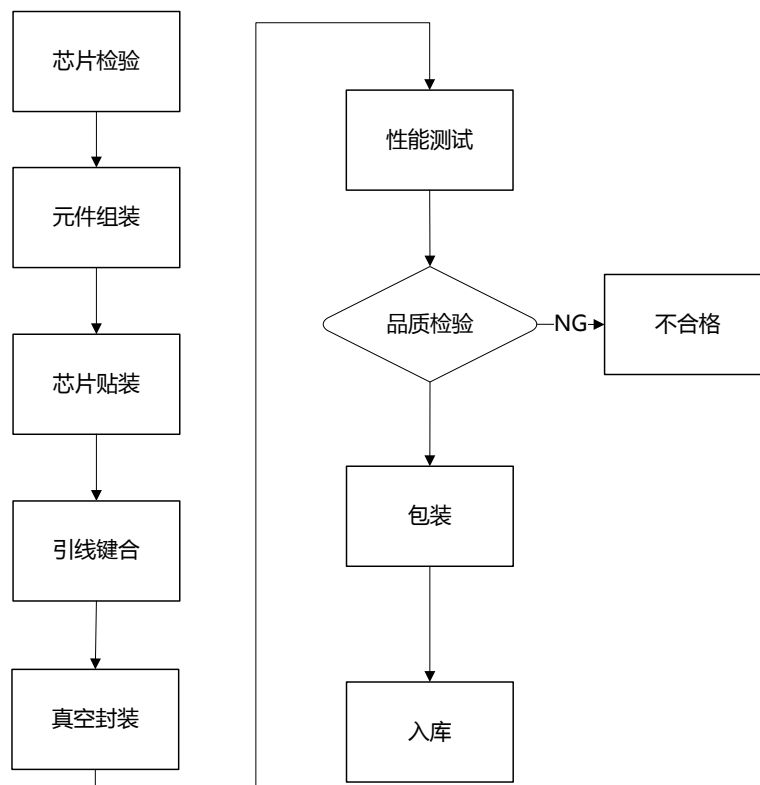 芯片检验
元件组装
芯片贴装
引线键合
真空封装
性能测试
品质检验
NG
不合格
包装
入库